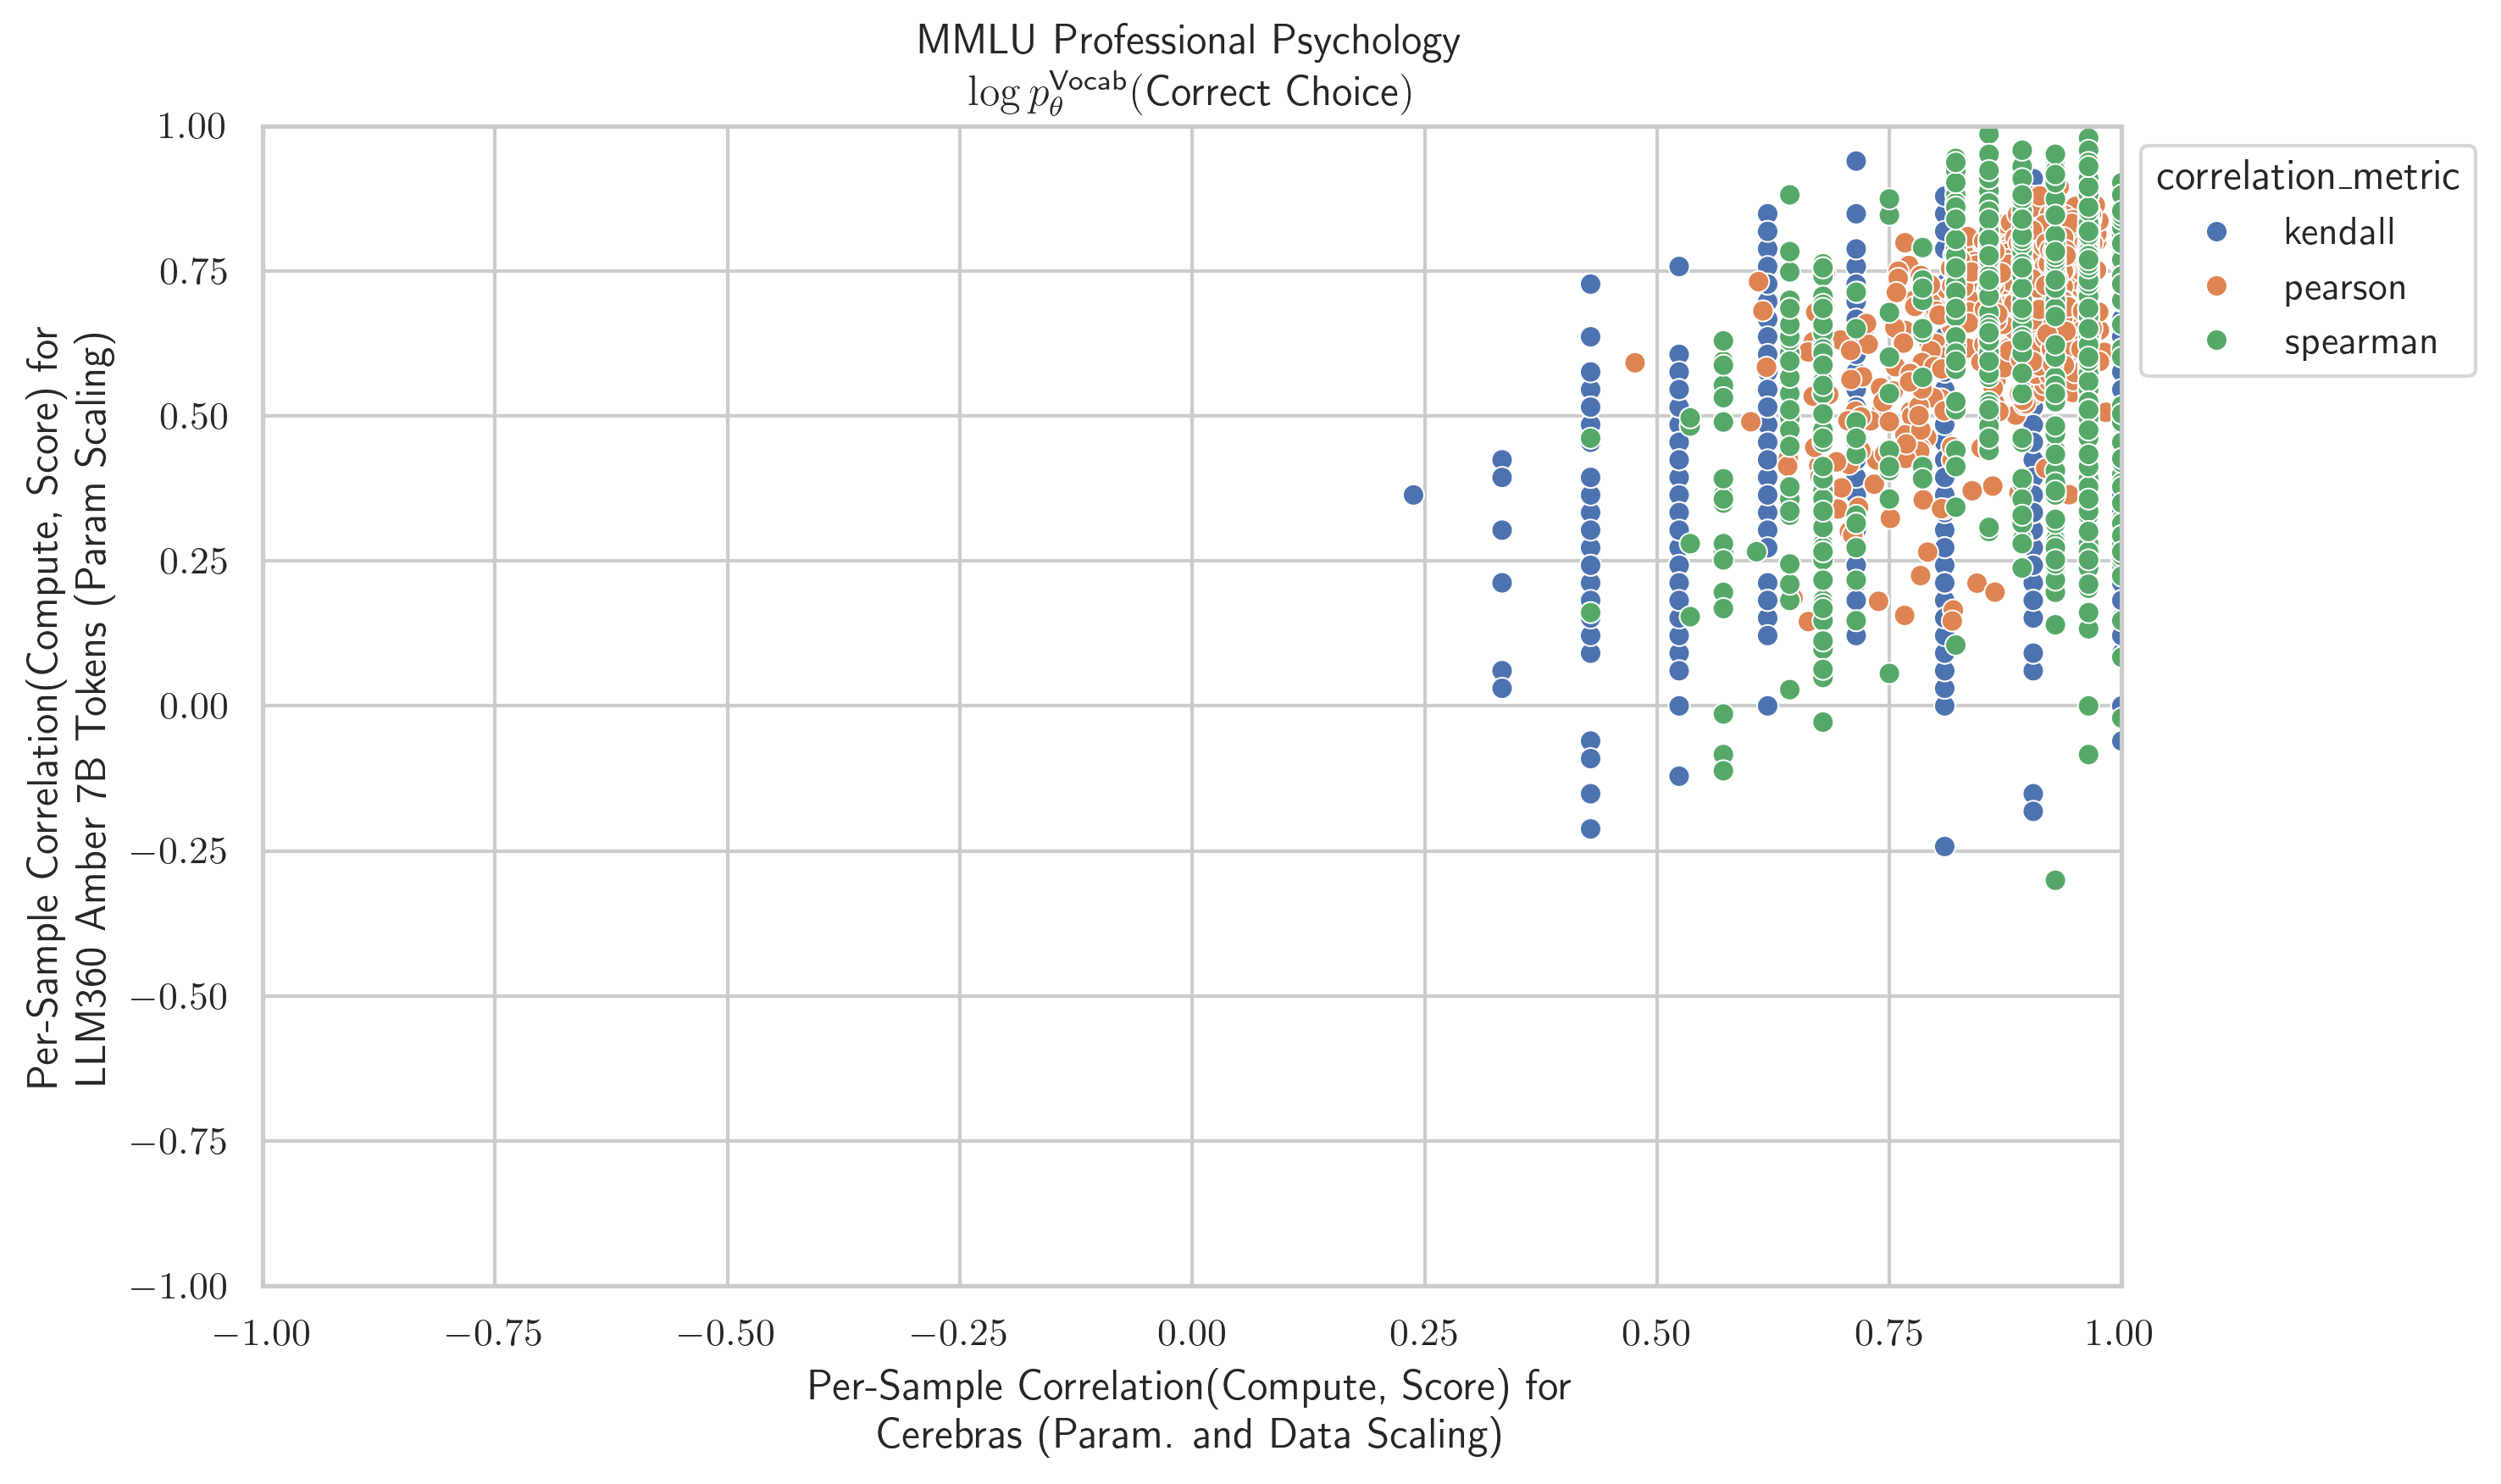 MMLU Professional Psychology
log p_θ^Vocab(Correct Choice)
1.00
0.75
0.50
0.25
0.00
−0.25
−0.50
−0.75
−1.00
Per-Sample Correlation(Compute, Score) for
LLM360 Amber 7B Tokens (Param Scaling)
−1.00
−0.75
−0.50
−0.25
0.00
0.25
0.50
0.75
1.00
Per-Sample Correlation(Compute, Score) for
Cerebras (Param. and Data Scaling)
correlation_metric
kendall
pearson
spearman